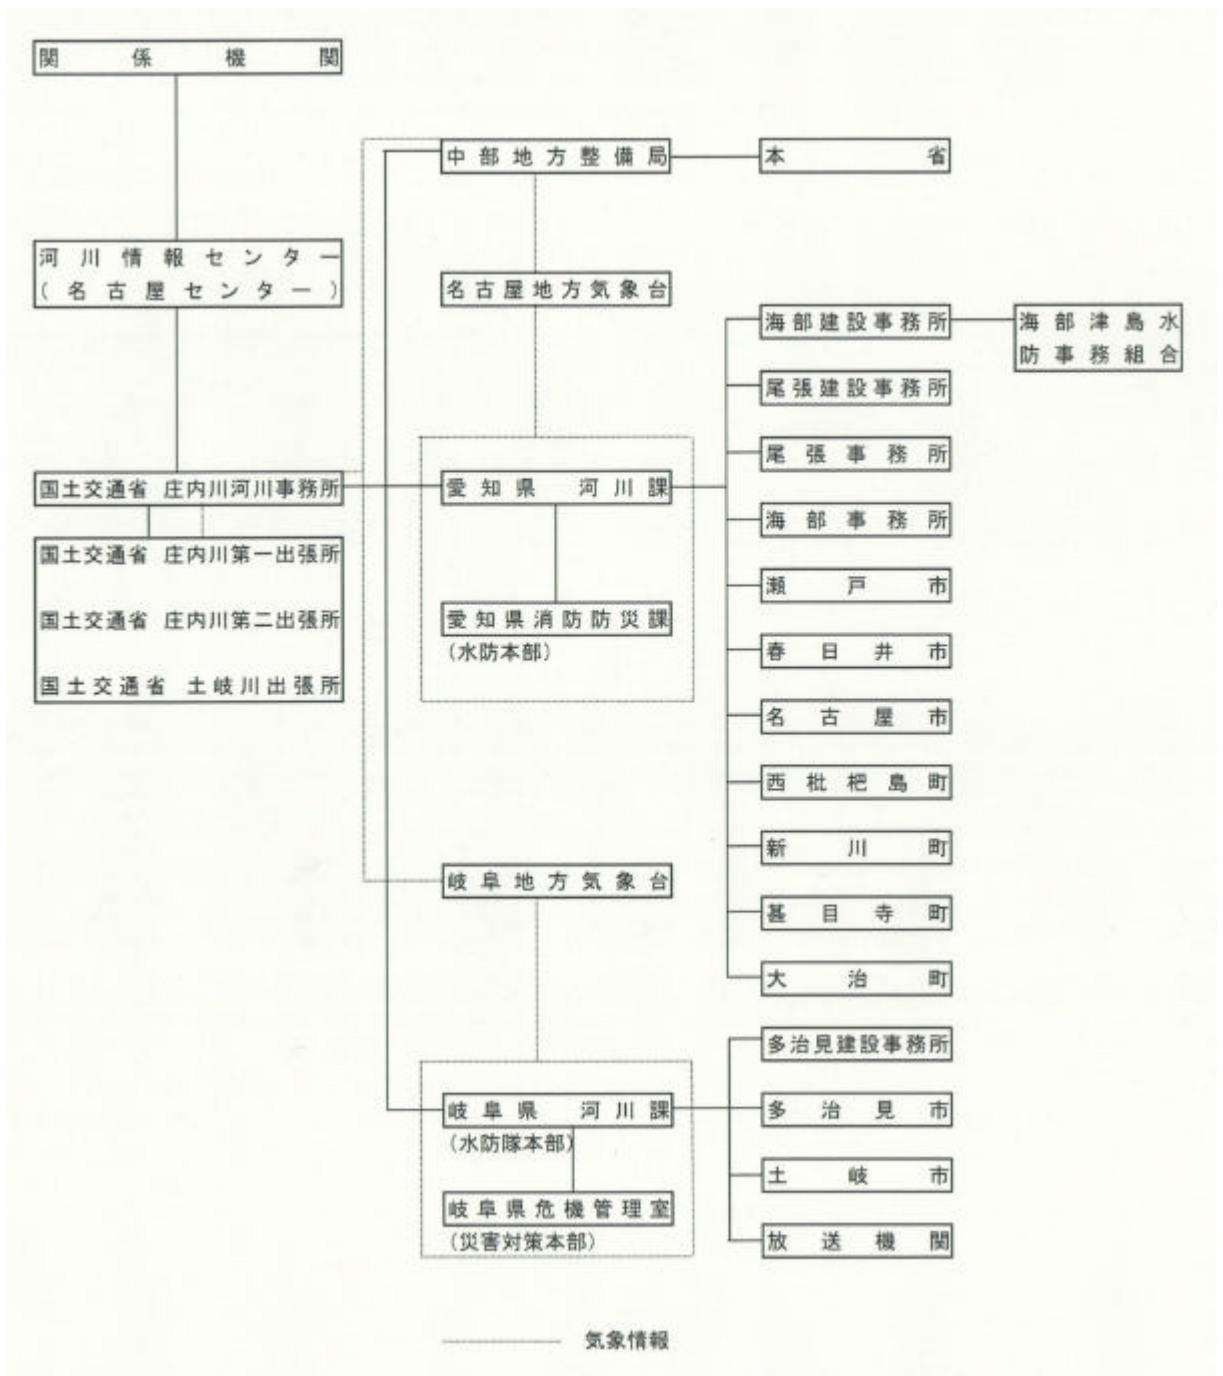 関係機関
中部地方整備局
本省
河川情報センター
(名古屋センター)
名古屋地方気象台
海部建設事務所
海部津島水
防事務組合
尾張建設事務所
尾張事務所
国土交通省 庄内川河川事務所
愛知県 河川課
海部事務所
国土交通省 庄内川第一出張所
国土交通省 庄内川第二出張所
国土交通省 土岐川出張所
愛知県消防防災課
(水防本部)
瀬戸市
春日井市
名古屋市
西枇杷島町
新川町
岐阜地方気象台
甚目寺町
大治町
多治見建設事務所
岐阜県 河川課
(水防隊本部)
多治見市
土岐市
岐阜県危機管理室
(災害対策本部)
放送機関
気象情報